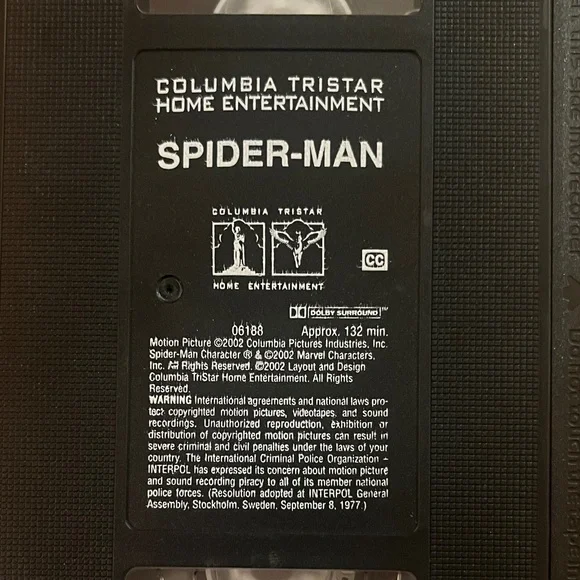 COLUMBIA TRISTAR
HOME ENTERTAINMENT
SPIDER-MAN
COLUMBIA TRISTAR
HOME ENTERTAINMENT
CC
DOLBY SURROUND™
06188 Approx. 132 min.
Motion Picture ©2002 Columbia Pictures Industries, Inc.
Spider-Man Character ® & ©2002 Marvel Characters,
Inc. All Rights Reserved. ©2002 Layout and Design
Columbia TriStar Home Entertainment. All Rights
Reserved.
WARNING International agreements and national laws pro-
tect copyrighted motion pictures, videotapes, and sound
recordings. Unauthorized reproduction, exhibition or
distribution of copyrighted motion pictures can result in
severe criminal and civil penalties under the laws of your
country. The International Criminal Police Organization –
INTERPOL has expressed its concern about motion picture
and sound recording piracy to all of its member national
police forces. (Resolution adopted at INTERPOL General
Assembly, Stockholm, Sweden, September 8, 1977.)